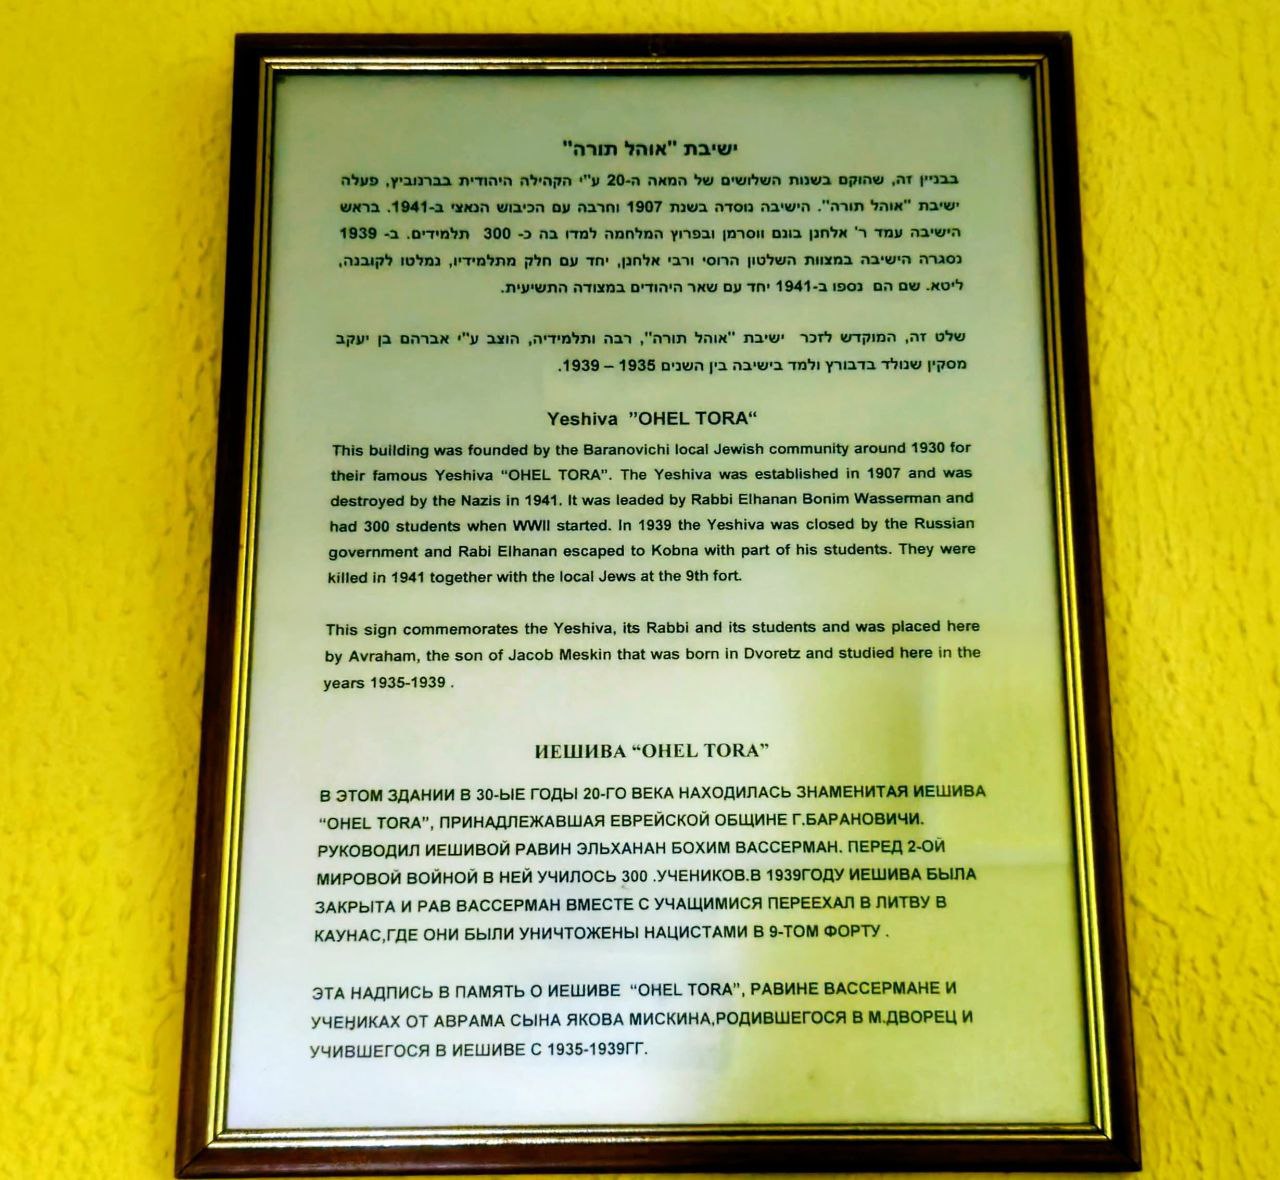 ישיבת "אוהל תורה"
בבניין זה, שהוקם בשנות השלושים של המאה ה-20 ע"י הקהילה היהודית בברנוביץ, פעלה
ישיבת "אוהל תורה". הישיבה נוסדה בשנת 1907 וחרבה עם הכיבוש הנאצי ב-1941. בראש
הישיבה עמד ר' אלחנן בונם ווסרמן ובפרוץ המלחמה למדו בה כ- 300 תלמידים. ב- 1939
נסגרה הישיבה במצוות השלטון הרוסי ורבי אלחנן, יחד עם חלק מתלמידיו, נמלטו לקובנה,
ליטא. שם הם נספו ב-1941 יחד עם שאר היהודים במצודה התשיעית.
שלט זה, המוקדש לזכר ישיבת "אוהל תורה", רבה ותלמידיה, הוצב ע"י אברהם בן יעקב
מסקין שנולד בדבורץ ולמד בישיבה בין השנים 1935 – 1939.
Yeshiva ”OHEL TORA“
This building was founded by the Baranovichi local Jewish community around 1930 for
their famous Yeshiva “OHEL TORA”. The Yeshiva was established in 1907 and was
destroyed by the Nazis in 1941. It was leaded by Rabbi Elhanan Bonim Wasserman and
had 300 students when WWII started. In 1939 the Yeshiva was closed by the Russian
government and Rabi Elhanan escaped to Kobna with part of his students. They were
killed in 1941 together with the local Jews at the 9th fort.
This sign commemorates the Yeshiva, its Rabbi and its students and was placed here
by Avraham, the son of Jacob Meskin that was born in Dvoretz and studied here in the
years 1935-1939 .
ИЕШИВА “OHEL TORA”
В ЭТОМ ЗДАНИИ В 30-ЫЕ ГОДЫ 20-ГО ВЕКА НАХОДИЛАСЬ ЗНАМЕНИТАЯ ИЕШИВА
“OHEL TORA”, ПРИНАДЛЕЖАВШАЯ ЕВРЕЙСКОЙ ОБЩИНЕ Г.БАРАНОВИЧИ.
РУКОВОДИЛ ИЕШИВОЙ РАВИН ЭЛЬХАНАН БОХИМ ВАССЕРМАН. ПЕРЕД 2-ОЙ
МИРОВОЙ ВОЙНОЙ В НЕЙ УЧИЛОСЬ 300 .УЧЕНИКОВ.В 1939ГОДУ ИЕШИВА БЫЛА
ЗАКРЫТА И РАВ ВАССЕРМАН ВМЕСТЕ С УЧАЩИМИСЯ ПЕРЕЕХАЛ В ЛИТВУ В
КАУНАС,ГДЕ ОНИ БЫЛИ УНИЧТОЖЕНЫ НАЦИСТАМИ В 9-ТОМ ФОРТУ .
ЭТА НАДПИСЬ В ПАМЯТЬ О ИЕШИВЕ “OHEL TORA”, РАВИНЕ ВАССЕРМАНЕ И
УЧЕНИКАХ ОТ АВРАМА СЫНА ЯКОВА МИСКИНА,РОДИВШЕГОСЯ В М.ДВОРЕЦ И
УЧИВШЕГОСЯ В ИЕШИВЕ С 1935-1939ГГ.